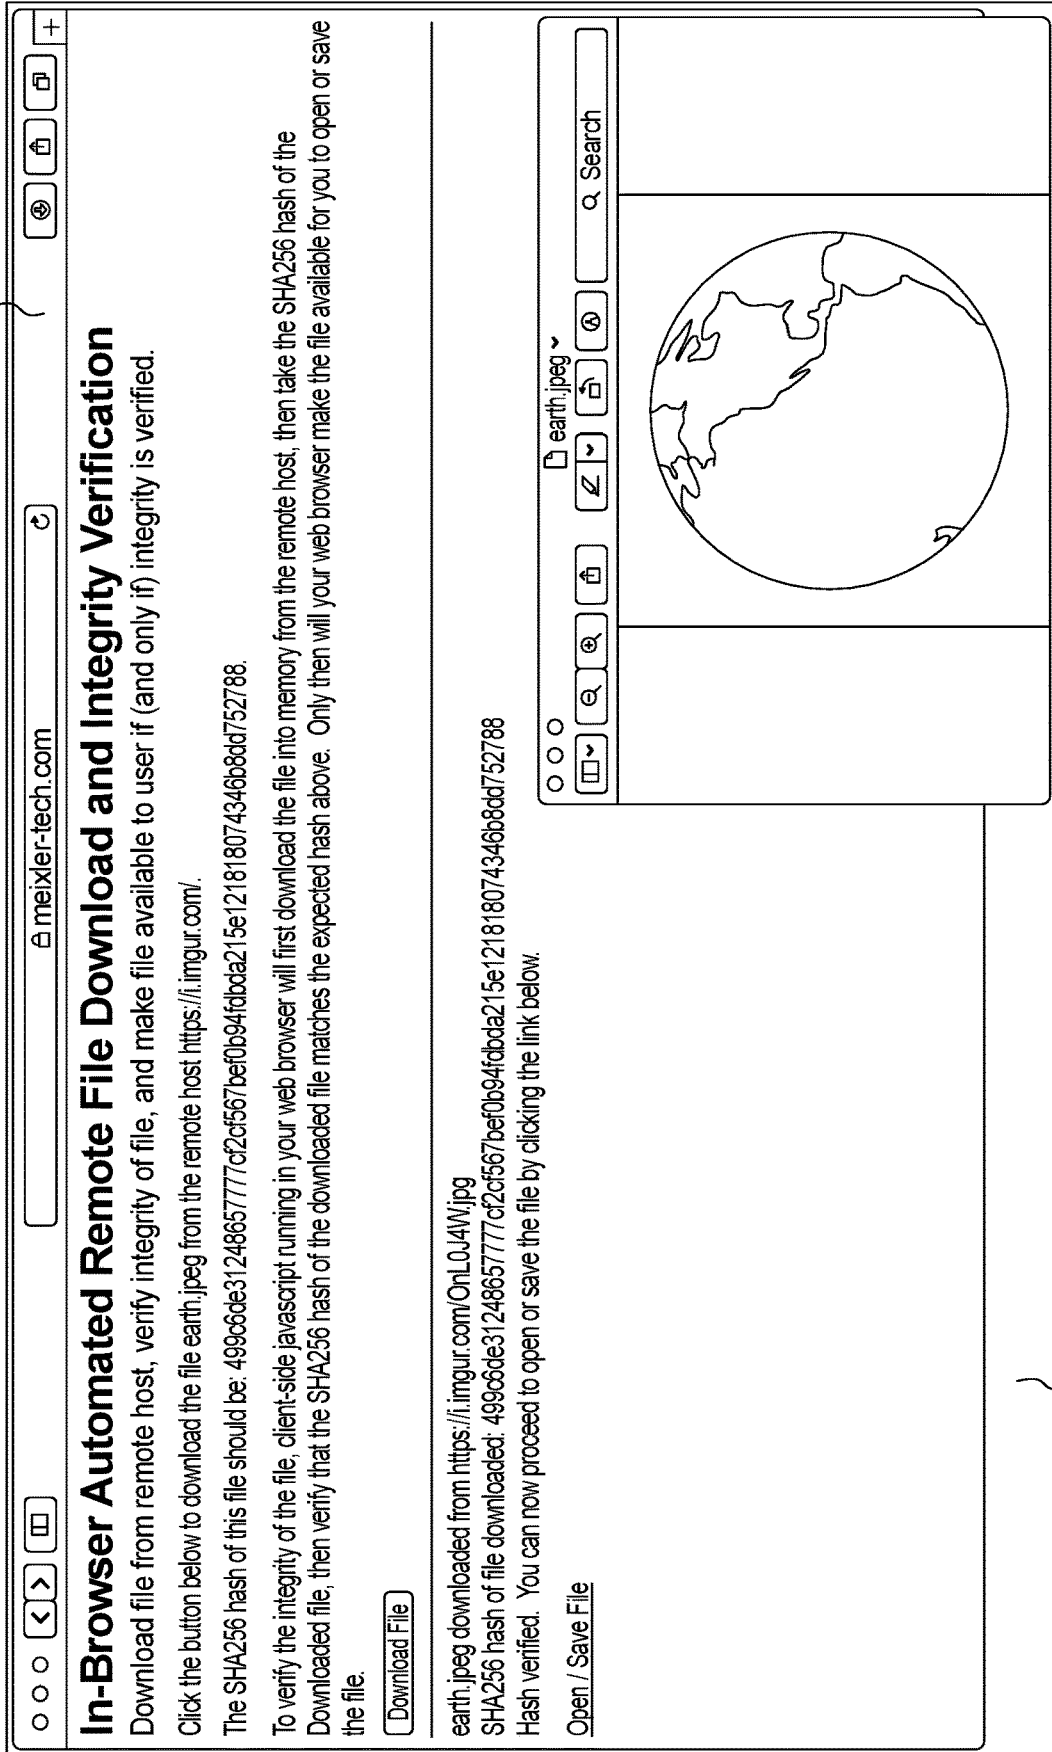 meixler-tech.com
In-Browser Automated Remote File Download and Integrity Verification
Download file from remote host, verify integrity of file, and make file available to user if (and only if) integrity is verified.
Click the button below to download the file earth.jpeg from the remote host https://i.imgur.com/.
The SHA256 hash of this file should be: 499c6de31248657777cf2cf567bef0b94fdbda215e121818074346b8dd752788.
To verify the integrity of the file, client-side javascript running in your web browser will first download the file into memory from the remote host, then take the SHA256 hash of the
Downloaded file, then verify that the SHA256 hash of the downloaded file matches the expected hash above. Only then will your web browser make the file available for you to open or save
the file.
Download File
earth.jpeg downloaded from https://i.imgur.com/OnL0J4W.jpg
SHA256 hash of file downloaded: 499c6de31248657777cf2cf567bef0b94fdbda215e121818074346b8dd752788
Hash verified. You can now proceed to open or save the file by clicking the link below.
Open / Save File
earth.jpeg
Search